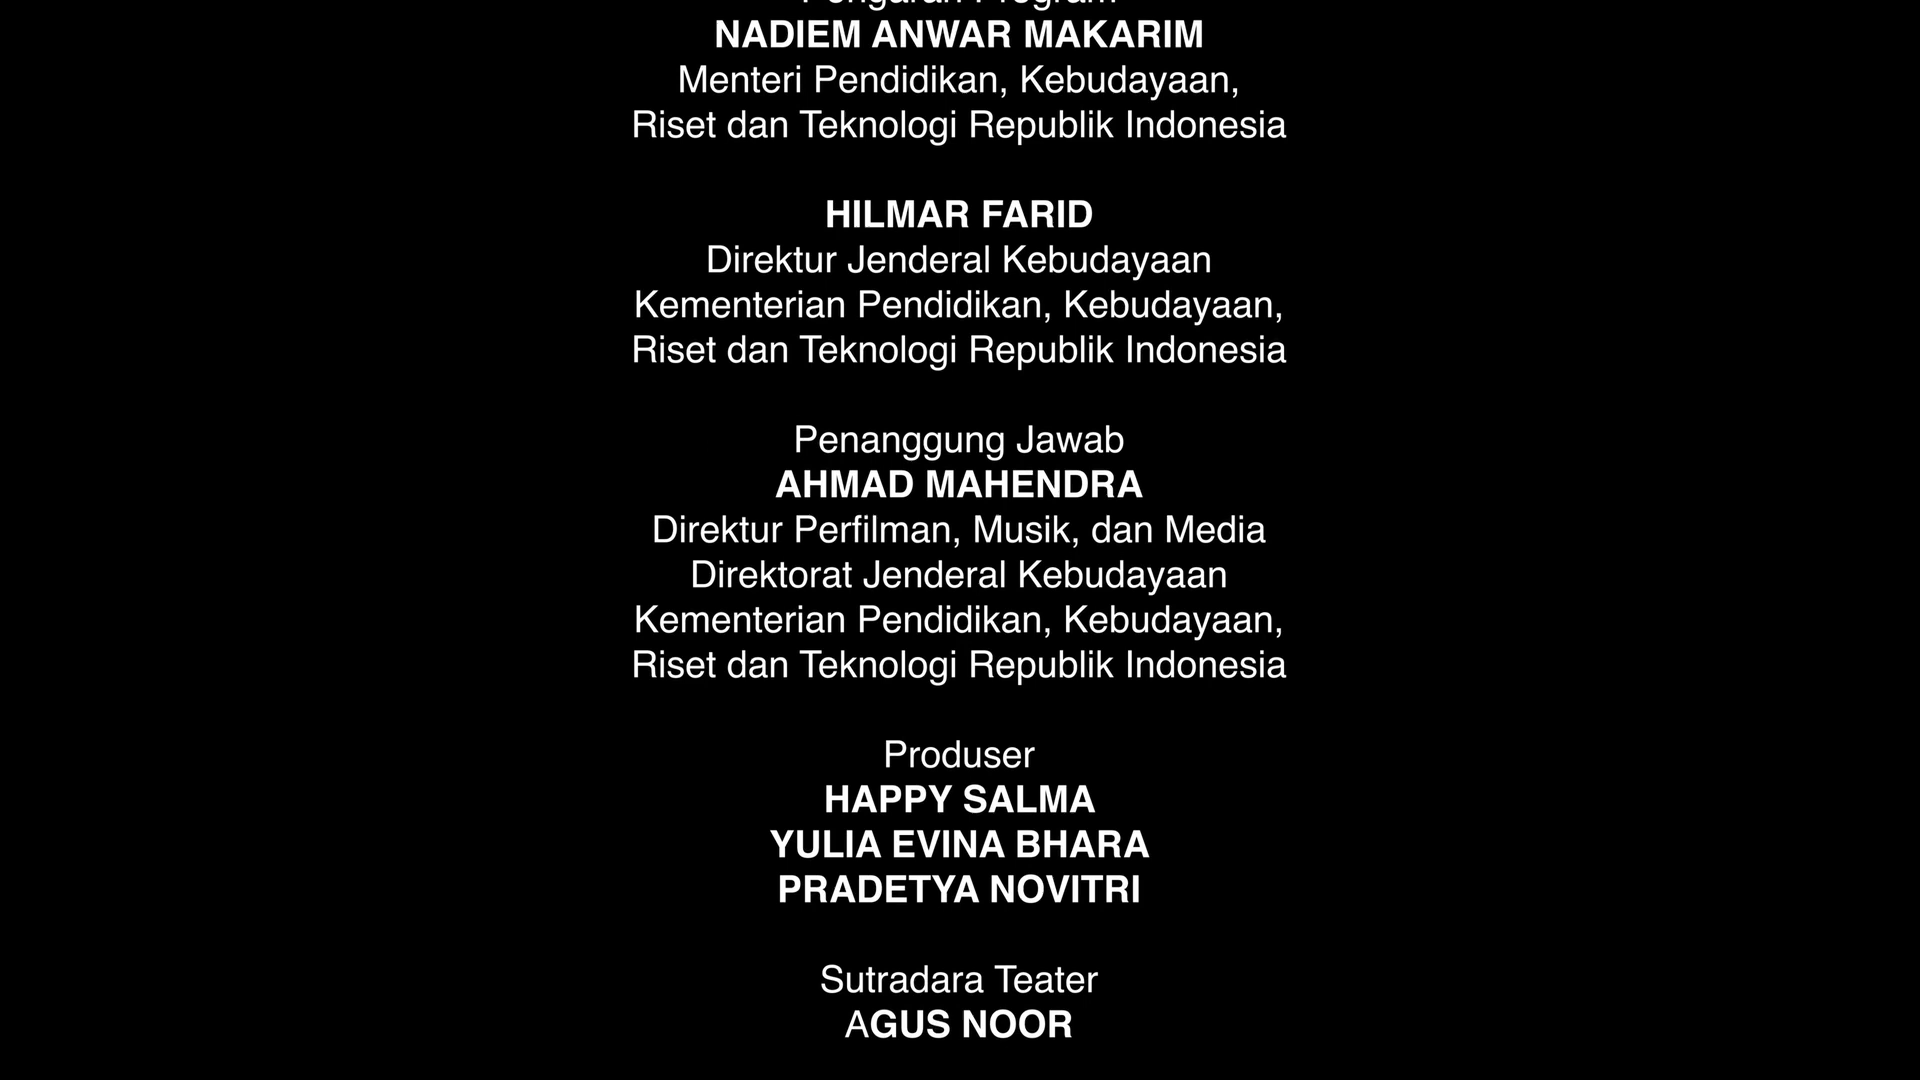 Pengarah Program
NADIEM ANWAR MAKARIM
Menteri Pendidikan, Kebudayaan,
Riset dan Teknologi Republik Indonesia
HILMAR FARID
Direktur Jenderal Kebudayaan
Kementerian Pendidikan, Kebudayaan,
Riset dan Teknologi Republik Indonesia
Penanggung Jawab
AHMAD MAHENDRA
Direktur Perfilman, Musik, dan Media
Direktorat Jenderal Kebudayaan
Kementerian Pendidikan, Kebudayaan,
Riset dan Teknologi Republik Indonesia
Produser
HAPPY SALMA
YULIA EVINA BHARA
PRADETYA NOVITRI
Sutradara Teater
AGUS NOOR